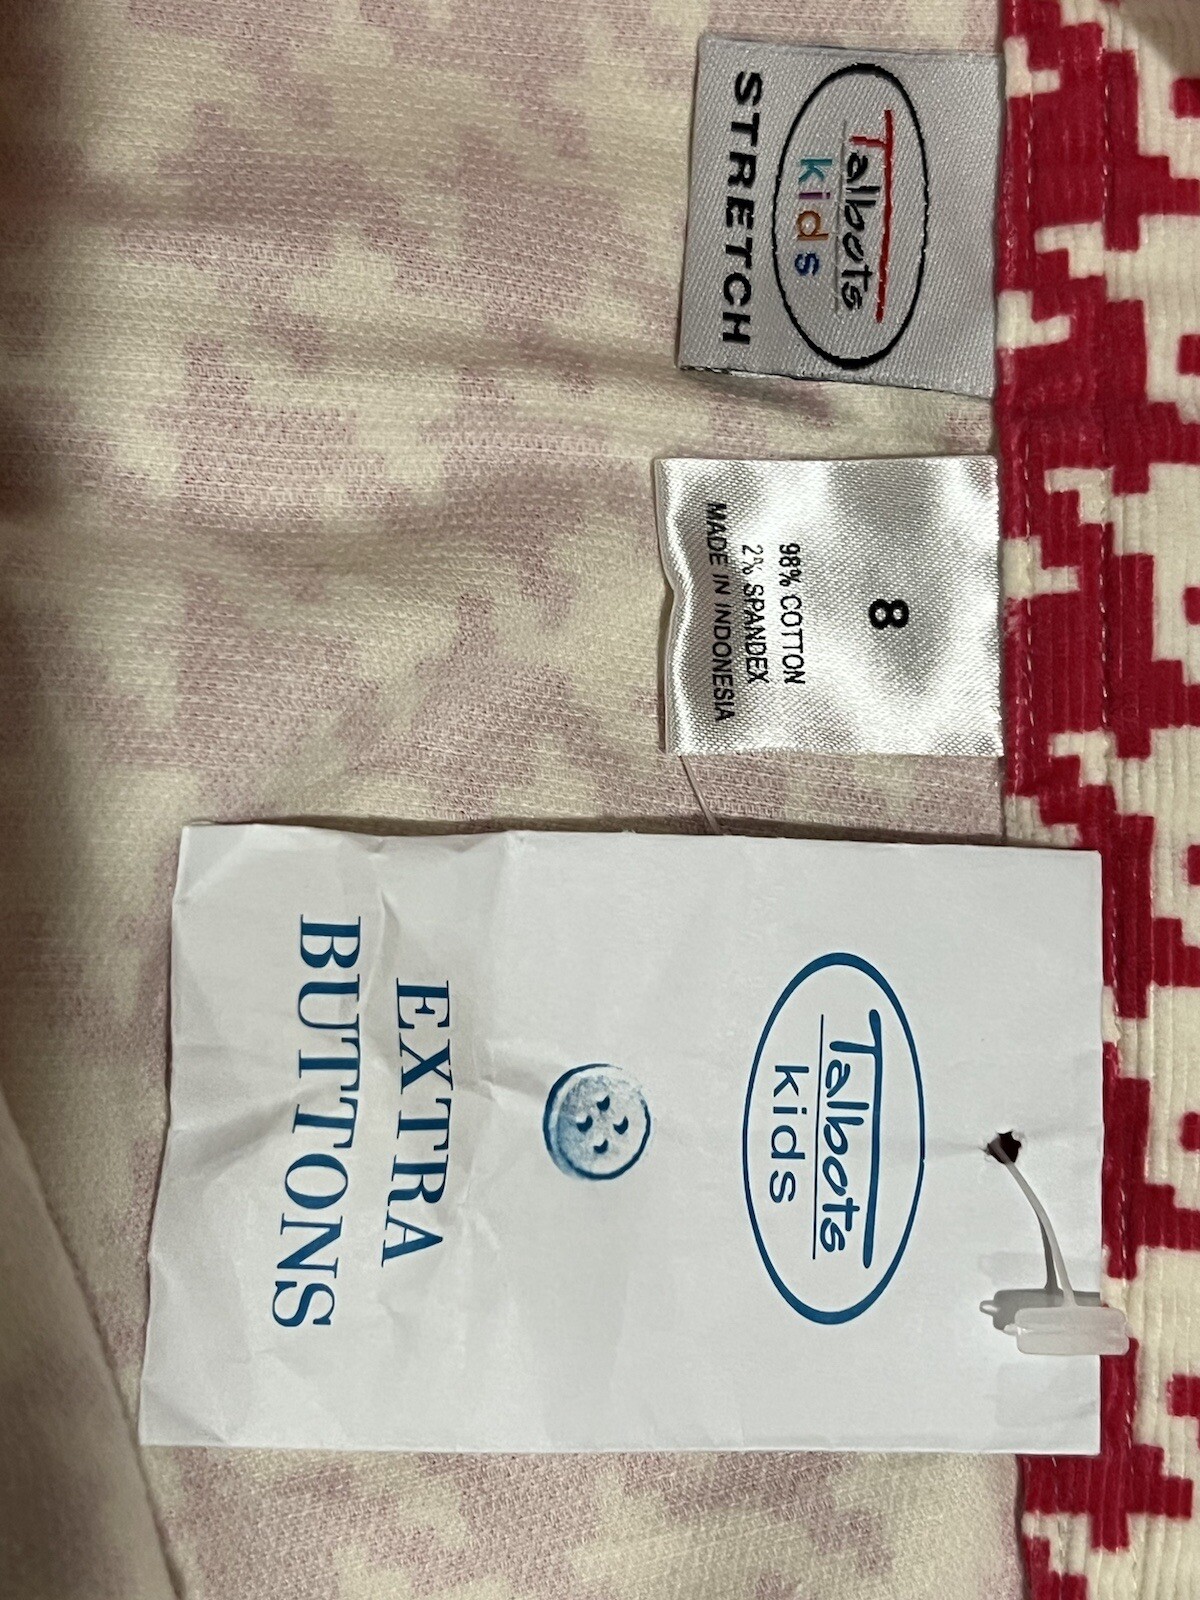 Talbots
kids
STRETCH
8
98% COTTON
2% SPANDEX
MADE IN INDONESIA
Talbots
kids
EXTRA
BUTTONS